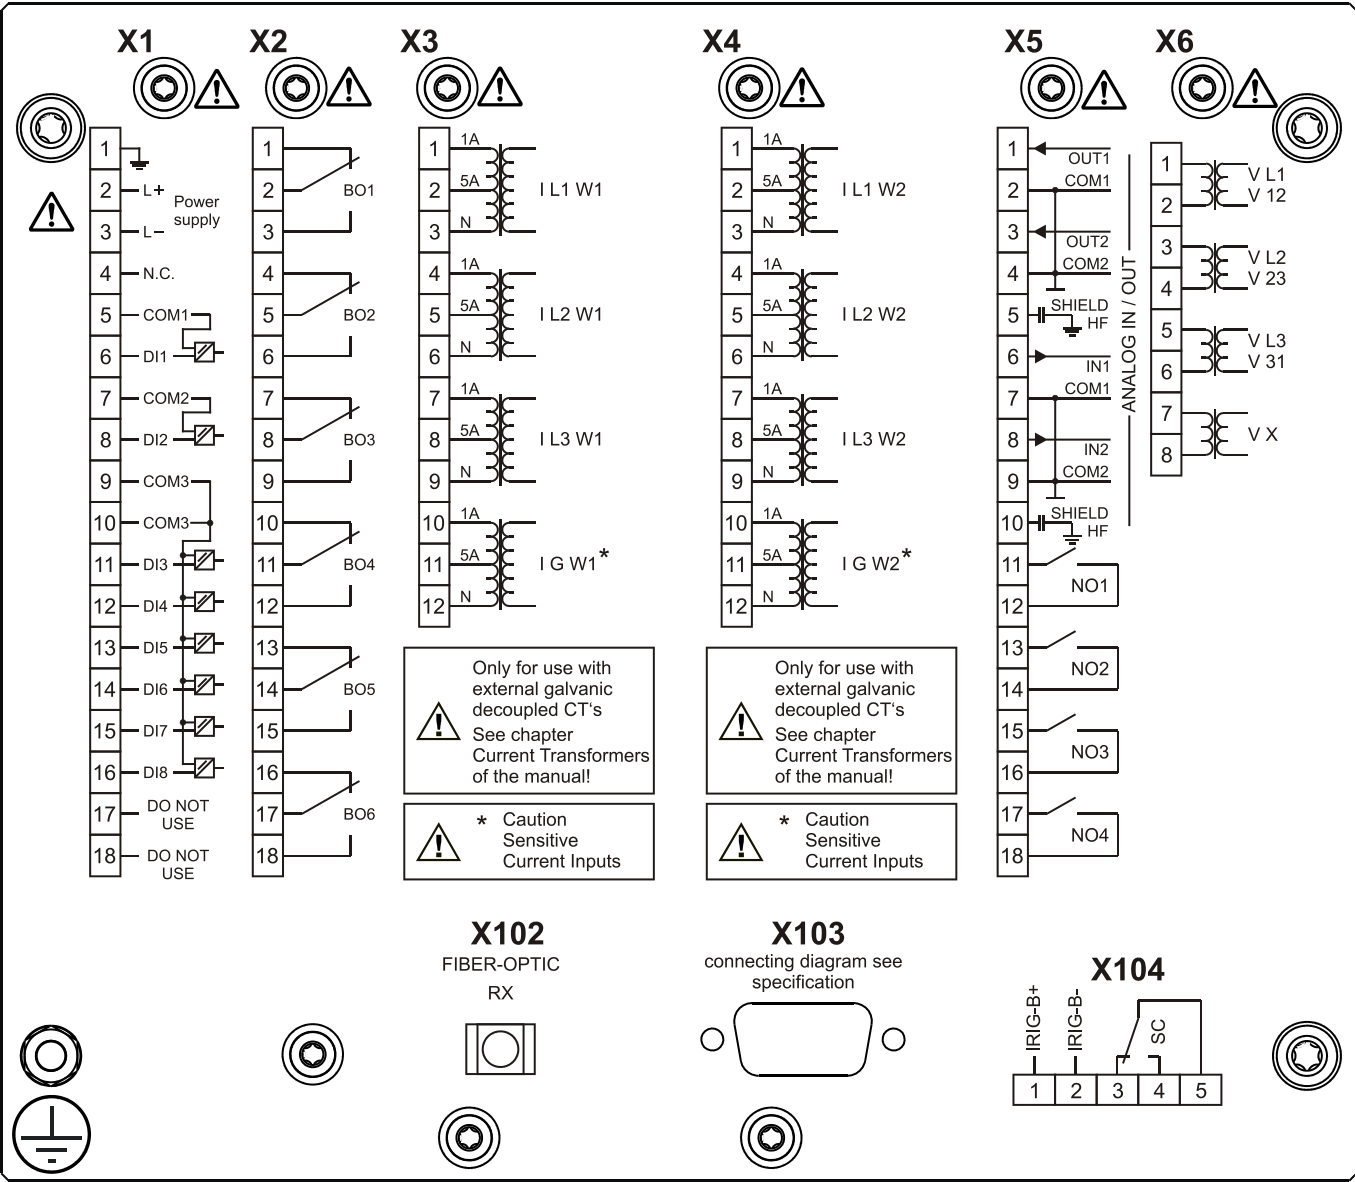 X1
X2
X3
X4
X5
X6
1
2 L+
Power
supply
3 L−
4 N.C.
5 COM1
6 DI1
7 COM2
8 DI2
9 COM3
10 COM3
11 DI3
12 DI4
13 DI5
14 DI6
15 DI7
16 DI8
17 DO NOT
USE
18 DO NOT
USE
1
2 BO1
3
4
5 BO2
6
7
8 BO3
9
10
11 BO4
12
13
14 BO5
15
16
17 BO6
18
1 1A
2 5A I L1 W1
3 N
4 1A
5 5A I L2 W1
6 N
7 1A
8 5A I L3 W1
9 N
10 1A
11 5A I G W1*
12 N
Only for use with
external galvanic
decoupled CT‘s
See chapter
Current Transformers
of the manual!
* Caution
Sensitive
Current Inputs
1 1A
2 5A I L1 W2
3 N
4 1A
5 5A I L2 W2
6 N
7 1A
8 5A I L3 W2
9 N
10 1A
11 5A I G W2*
12 N
Only for use with
external galvanic
decoupled CT‘s
See chapter
Current Transformers
of the manual!
* Caution
Sensitive
Current Inputs
1 OUT1
2 COM1
3 OUT2
4 COM2
5 SHIELD
HF
6 IN1
7 COM1
8 IN2
9 COM2
10 SHIELD
HF
ANALOG IN / OUT
11
NO1
12
13
NO2
14
15
NO3
16
17
NO4
18
1 V L1
2 V 12
3 V L2
4 V 23
5 V L3
6 V 31
7
V X
8
X102
FIBER-OPTIC
RX
X103
connecting diagram see
specification
X104
IRIG-B+
IRIG-B-
SC
1 2 3 4 5